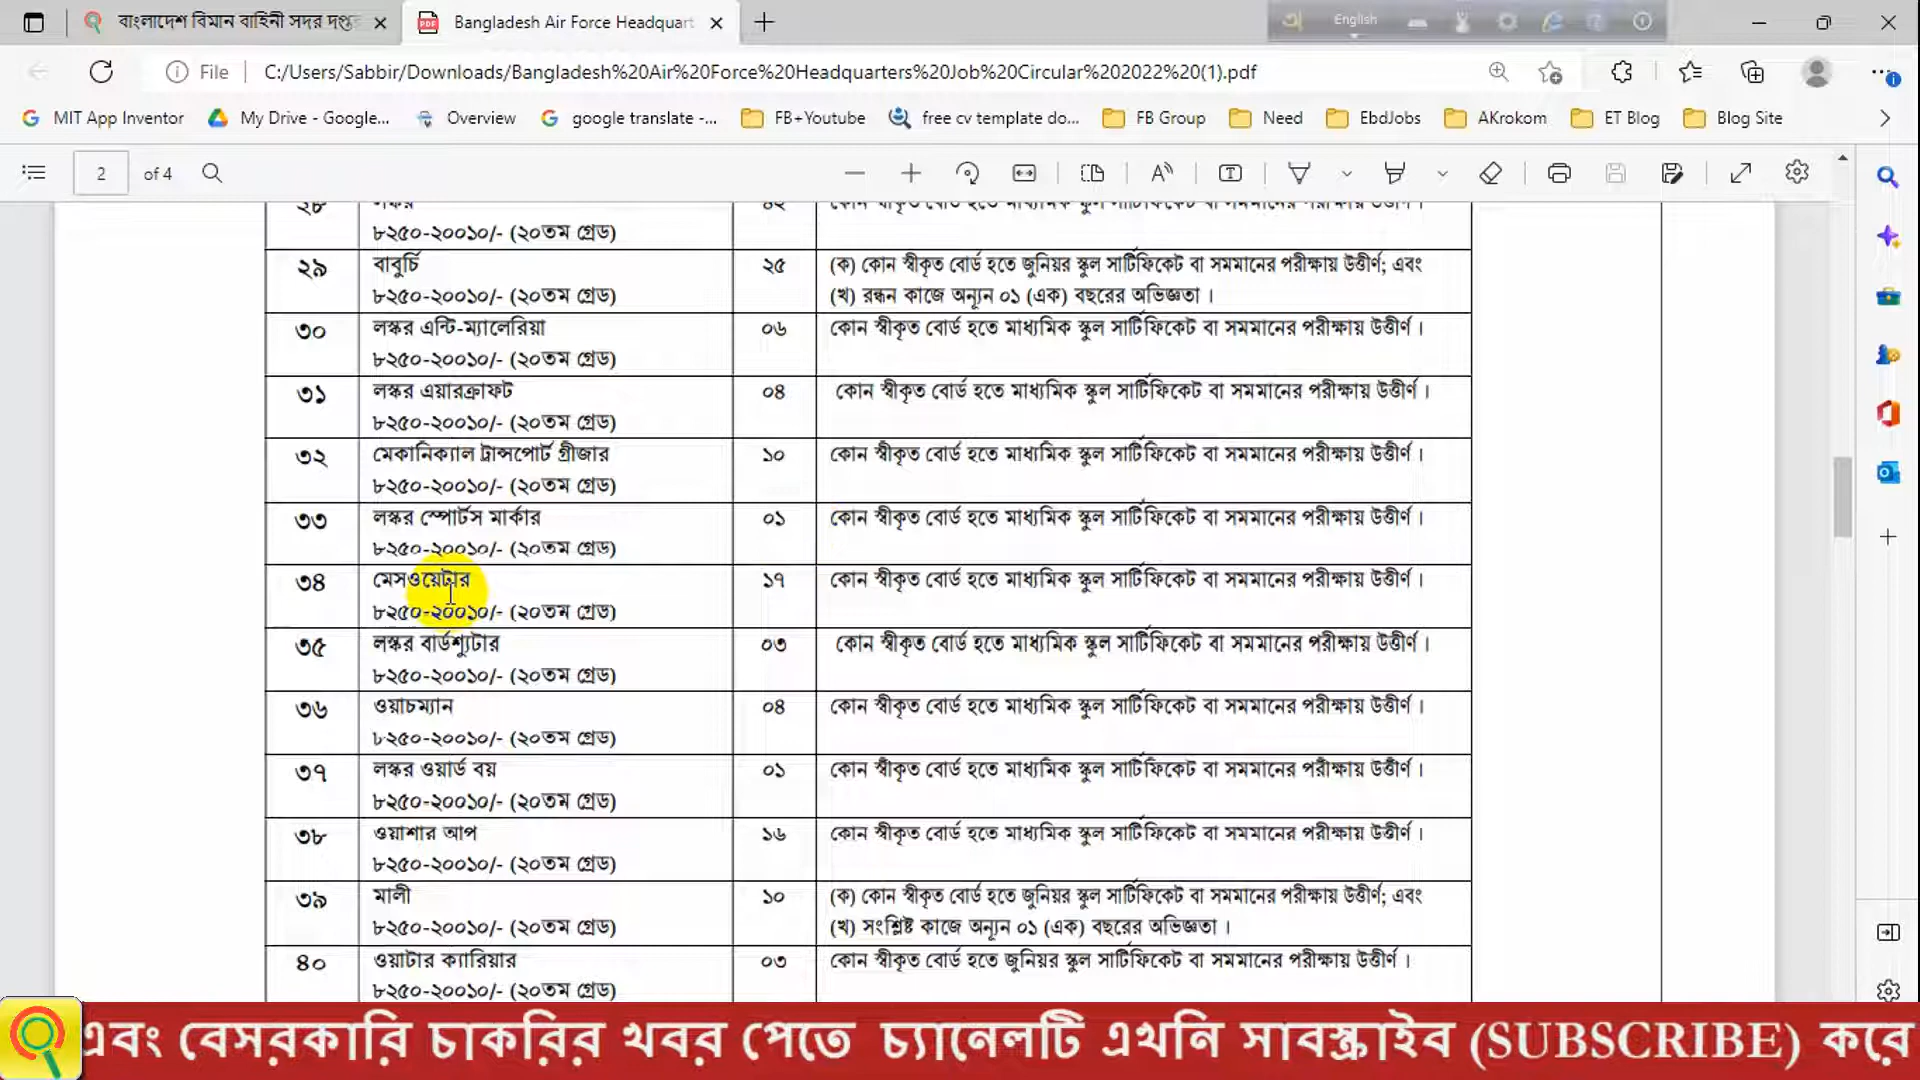 বাংলাদেশ বিমান বাহিনী সদর দপ্ত
Bangladesh Air Force Headquart
English
File
C:/Users/Sabbir/Downloads/Bangladesh%20Air%20Force%20Headquarters%20Job%20Circular%202022%20(1).pdf
MIT App Inventor
My Drive - Google...
Overview
google translate -...
FB+Youtube
free cv template do...
FB Group
Need
EbdJobs
AKrokom
ET Blog
Blog Site
2 of 4
২৮ লস্কর ৪২ কোন স্বীকৃত বোর্ড হতে মাধ্যমিক স্কুল সার্টিফিকেট বা সমমানের পরীক্ষায় উত্তীর্ণ।
৮২৫০-২০০১০/- (২০তম গ্রেড)
২৯ বাবুর্চি ২৫ (ক) কোন স্বীকৃত বোর্ড হতে জুনিয়র স্কুল সার্টিফিকেট বা সমমানের পরীক্ষায় উত্তীর্ণ; এবং
৮২৫০-২০০১০/- (২০তম গ্রেড) (খ) রন্ধন কাজে অন্যূন ০১ (এক) বছরের অভিজ্ঞতা।
৩০ লস্কর এন্টি-ম্যালেরিয়া ০৬ কোন স্বীকৃত বোর্ড হতে মাধ্যমিক স্কুল সার্টিফিকেট বা সমমানের পরীক্ষায় উত্তীর্ণ।
৮২৫০-২০০১০/- (২০তম গ্রেড)
৩১ লস্কর এয়ারক্রাফট ০৪ কোন স্বীকৃত বোর্ড হতে মাধ্যমিক স্কুল সার্টিফিকেট বা সমমানের পরীক্ষায় উত্তীর্ণ।
৮২৫০-২০০১০/- (২০তম গ্রেড)
৩২ মেকানিক্যাল ট্রান্সপোর্ট গ্রীজার ১০ কোন স্বীকৃত বোর্ড হতে মাধ্যমিক স্কুল সার্টিফিকেট বা সমমানের পরীক্ষায় উত্তীর্ণ।
৮২৫০-২০০১০/- (২০তম গ্রেড)
৩৩ লস্কর স্পোর্টস মার্কার ০১ কোন স্বীকৃত বোর্ড হতে মাধ্যমিক স্কুল সার্টিফিকেট বা সমমানের পরীক্ষায় উত্তীর্ণ।
৮২৫০-২০০১০/- (২০তম গ্রেড)
৩৪ মেসওয়েটার ১৭ কোন স্বীকৃত বোর্ড হতে মাধ্যমিক স্কুল সার্টিফিকেট বা সমমানের পরীক্ষায় উত্তীর্ণ।
৮২৫০-২০০১০/- (২০তম গ্রেড)
৩৫ লস্কর বার্ডশ্যুটার ০৩ কোন স্বীকৃত বোর্ড হতে মাধ্যমিক স্কুল সার্টিফিকেট বা সমমানের পরীক্ষায় উত্তীর্ণ।
৮২৫০-২০০১০/- (২০তম গ্রেড)
৩৬ ওয়াচম্যান ০৪ কোন স্বীকৃত বোর্ড হতে মাধ্যমিক স্কুল সার্টিফিকেট বা সমমানের পরীক্ষায় উত্তীর্ণ।
৮২৫০-২০০১০/- (২০তম গ্রেড)
৩৭ লস্কর ওয়ার্ড বয় ০১ কোন স্বীকৃত বোর্ড হতে মাধ্যমিক স্কুল সার্টিফিকেট বা সমমানের পরীক্ষায় উত্তীর্ণ।
৮২৫০-২০০১০/- (২০তম গ্রেড)
৩৮ ওয়াশার আপ ১৬ কোন স্বীকৃত বোর্ড হতে মাধ্যমিক স্কুল সার্টিফিকেট বা সমমানের পরীক্ষায় উত্তীর্ণ।
৮২৫০-২০০১০/- (২০তম গ্রেড)
৩৯ মালী ১০ (ক) কোন স্বীকৃত বোর্ড হতে জুনিয়র স্কুল সার্টিফিকেট বা সমমানের পরীক্ষায় উত্তীর্ণ; এবং
৮২৫০-২০০১০/- (২০তম গ্রেড) (খ) সংশ্লিষ্ট কাজে অন্যূন ০১ (এক) বছরের অভিজ্ঞতা।
৪০ ওয়াটার ক্যারিয়ার ০৩ কোন স্বীকৃত বোর্ড হতে জুনিয়র স্কুল সার্টিফিকেট বা সমমানের পরীক্ষায় উত্তীর্ণ।
৮২৫০-২০০১০/- (২০তম গ্রেড)
এবং বেসরকারি চাকরির খবর পেতে চ্যানেলটি এখনি সাবস্ক্রাইব (SUBSCRIBE) করে